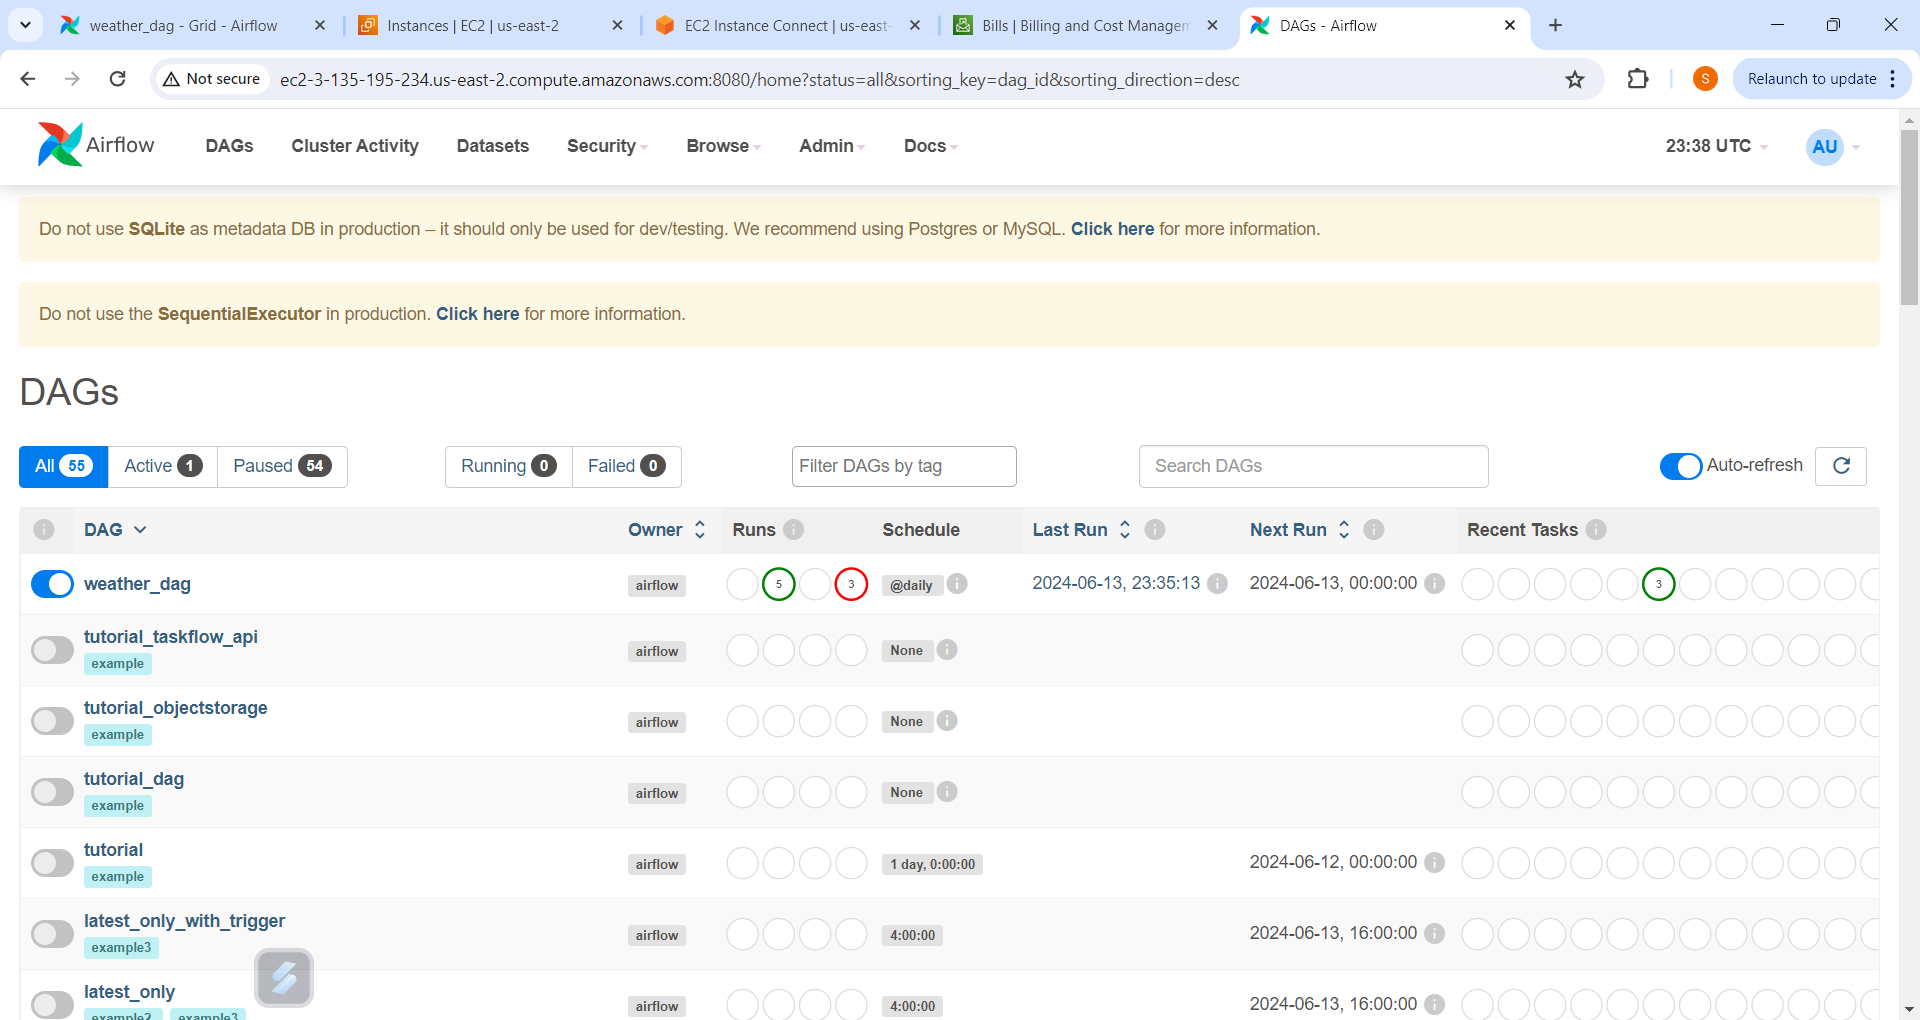 weather_dag - Grid - Airflow
Instances | EC2 | us-east-2
EC2 Instance Connect | us-east-
Bills | Billing and Cost Managem
DAGs - Airflow
Not secure
ec2-3-135-195-234.us-east-2.compute.amazonaws.com:8080/home?status=all&sorting_key=dag_id&sorting_direction=desc
S
Relaunch to update
Airflow
DAGs
Cluster Activity
Datasets
Security
Browse
Admin
Docs
23:38 UTC
AU
Do not use SQLite as metadata DB in production – it should only be used for dev/testing. We recommend using Postgres or MySQL. Click here for more information.
Do not use the SequentialExecutor in production. Click here for more information.
DAGs
All 55 Active 1 Paused 54
Running 0 Failed 0
Filter DAGs by tag
Search DAGs
Auto-refresh
DAG Owner Runs Schedule Last Run Next Run Recent Tasks
weather_dag airflow 5 3 @daily 2024-06-13, 23:35:13 2024-06-13, 00:00:00 3
tutorial_taskflow_api
example
airflow None
tutorial_objectstorage
example
airflow None
tutorial_dag
example
airflow None
tutorial
example
airflow 1 day, 0:00:00 2024-06-12, 00:00:00
latest_only_with_trigger
example3
airflow 4:00:00 2024-06-13, 16:00:00
latest_only
example2 example3
airflow 4:00:00 2024-06-13, 16:00:00